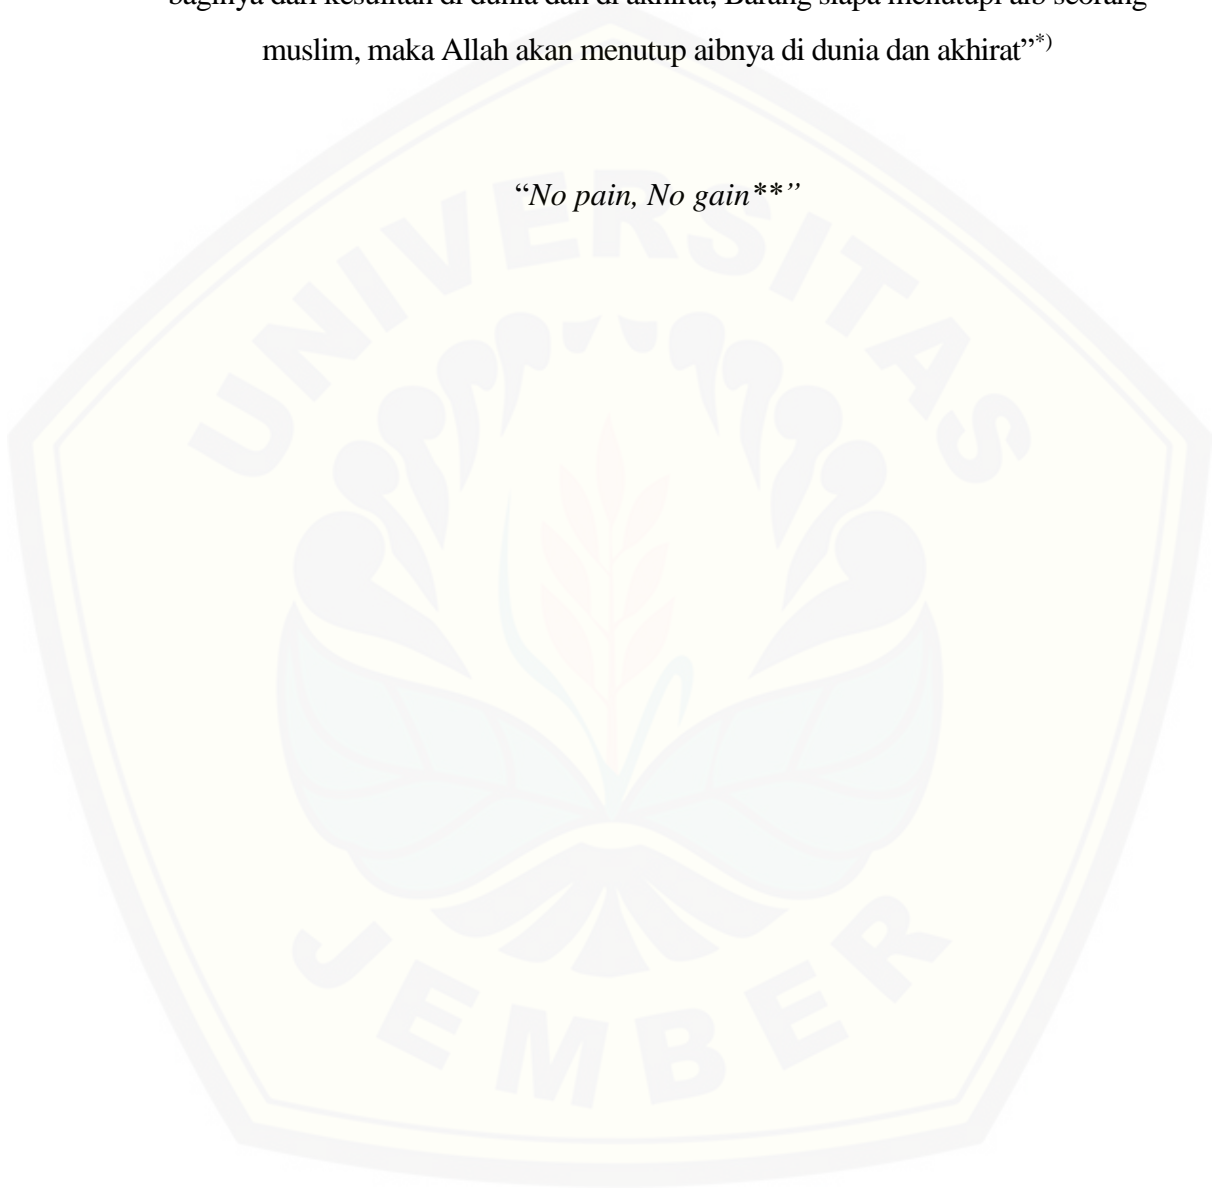 baginya dari kesulitan di dunia dan di akhirat, Barang siapa menutupi aib seorang
muslim, maka Allah akan menutup aibnya di dunia dan akhirat”*)
“No pain, No gain**”
UNIVERSITAS
JEMBER